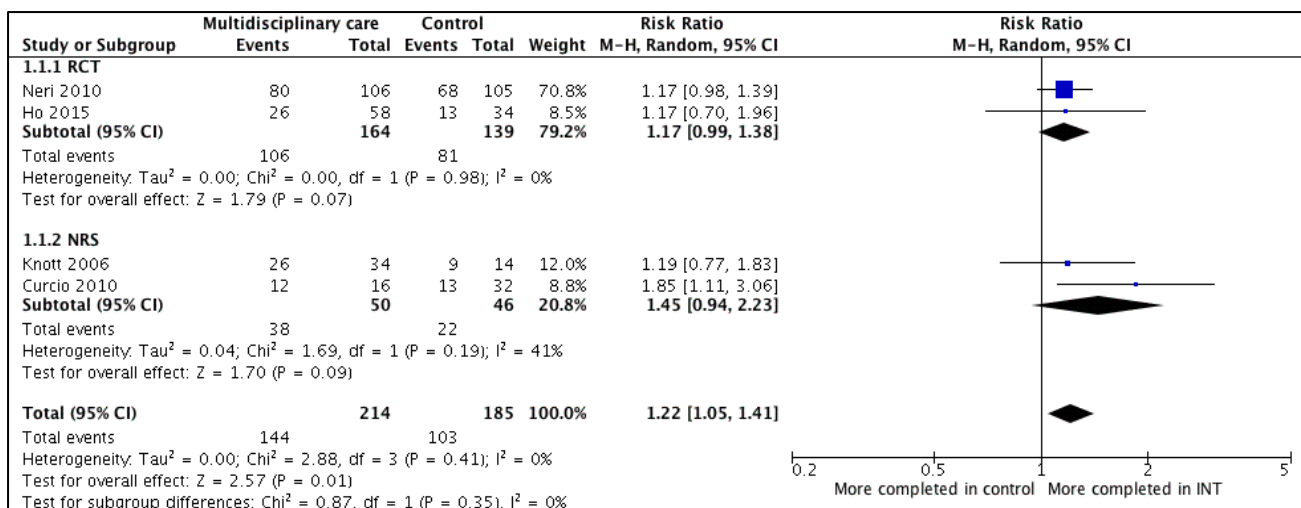 Multidisciplinary care Control Risk Ratio Risk Ratio
Study or Subgroup Events Total Events Total Weight M-H, Random, 95% CI M-H, Random, 95% CI
1.1.1 RCT
Neri 2010 80 106 68 105 70.8% 1.17 [0.98, 1.39]
Ho 2015 26 58 13 34 8.5% 1.17 [0.70, 1.96]
Subtotal (95% CI) 164 139 79.2% 1.17 [0.99, 1.38]
Total events 106 81
Heterogeneity: Tau² = 0.00; Chi² = 0.00, df = 1 (P = 0.98); I² = 0%
Test for overall effect: Z = 1.79 (P = 0.07)
1.1.2 NRS
Knott 2006 26 34 9 14 12.0% 1.19 [0.77, 1.83]
Curcio 2010 12 16 13 32 8.8% 1.85 [1.11, 3.06]
Subtotal (95% CI) 50 46 20.8% 1.45 [0.94, 2.23]
Total events 38 22
Heterogeneity: Tau² = 0.04; Chi² = 1.69, df = 1 (P = 0.19); I² = 41%
Test for overall effect: Z = 1.70 (P = 0.09)
Total (95% CI) 214 185 100.0% 1.22 [1.05, 1.41]
Total events 144 103
Heterogeneity: Tau² = 0.00; Chi² = 2.88, df = 3 (P = 0.41); I² = 0%
Test for overall effect: Z = 2.57 (P = 0.01)
Test for subgroup differences: Chi² = 0.87, df = 1 (P = 0.35), I² = 0%
0.2 0.5 1 2 5
More completed in control More completed in INT